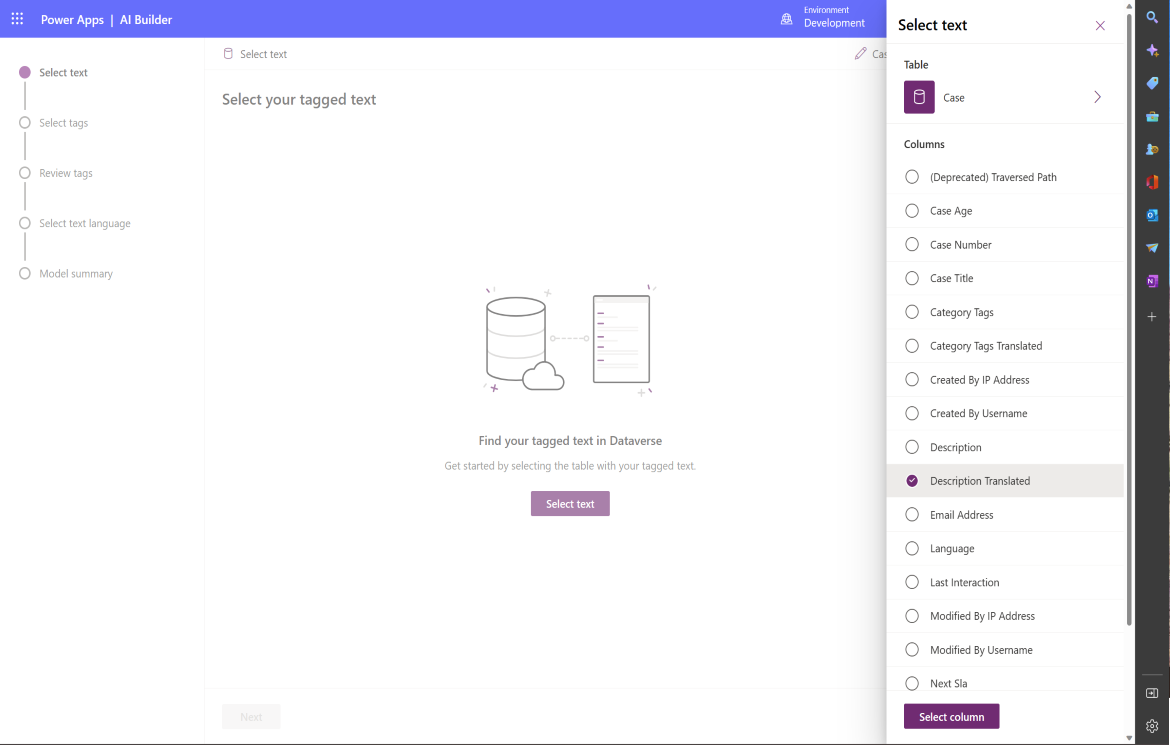 Power Apps | AI Builder
Environment
Development
Select text
Select tags
Review tags
Select text language
Model summary
Select text
Select your tagged text
Find your tagged text in Dataverse
Get started by selecting the table with your tagged text.
Select text
Next
Select text
Table
Case
Columns
(Deprecated) Traversed Path
Case Age
Case Number
Case Title
Category Tags
Category Tags Translated
Created By IP Address
Created By Username
Description
Description Translated
Email Address
Language
Last Interaction
Modified By IP Address
Modified By Username
Next Sla
Select column